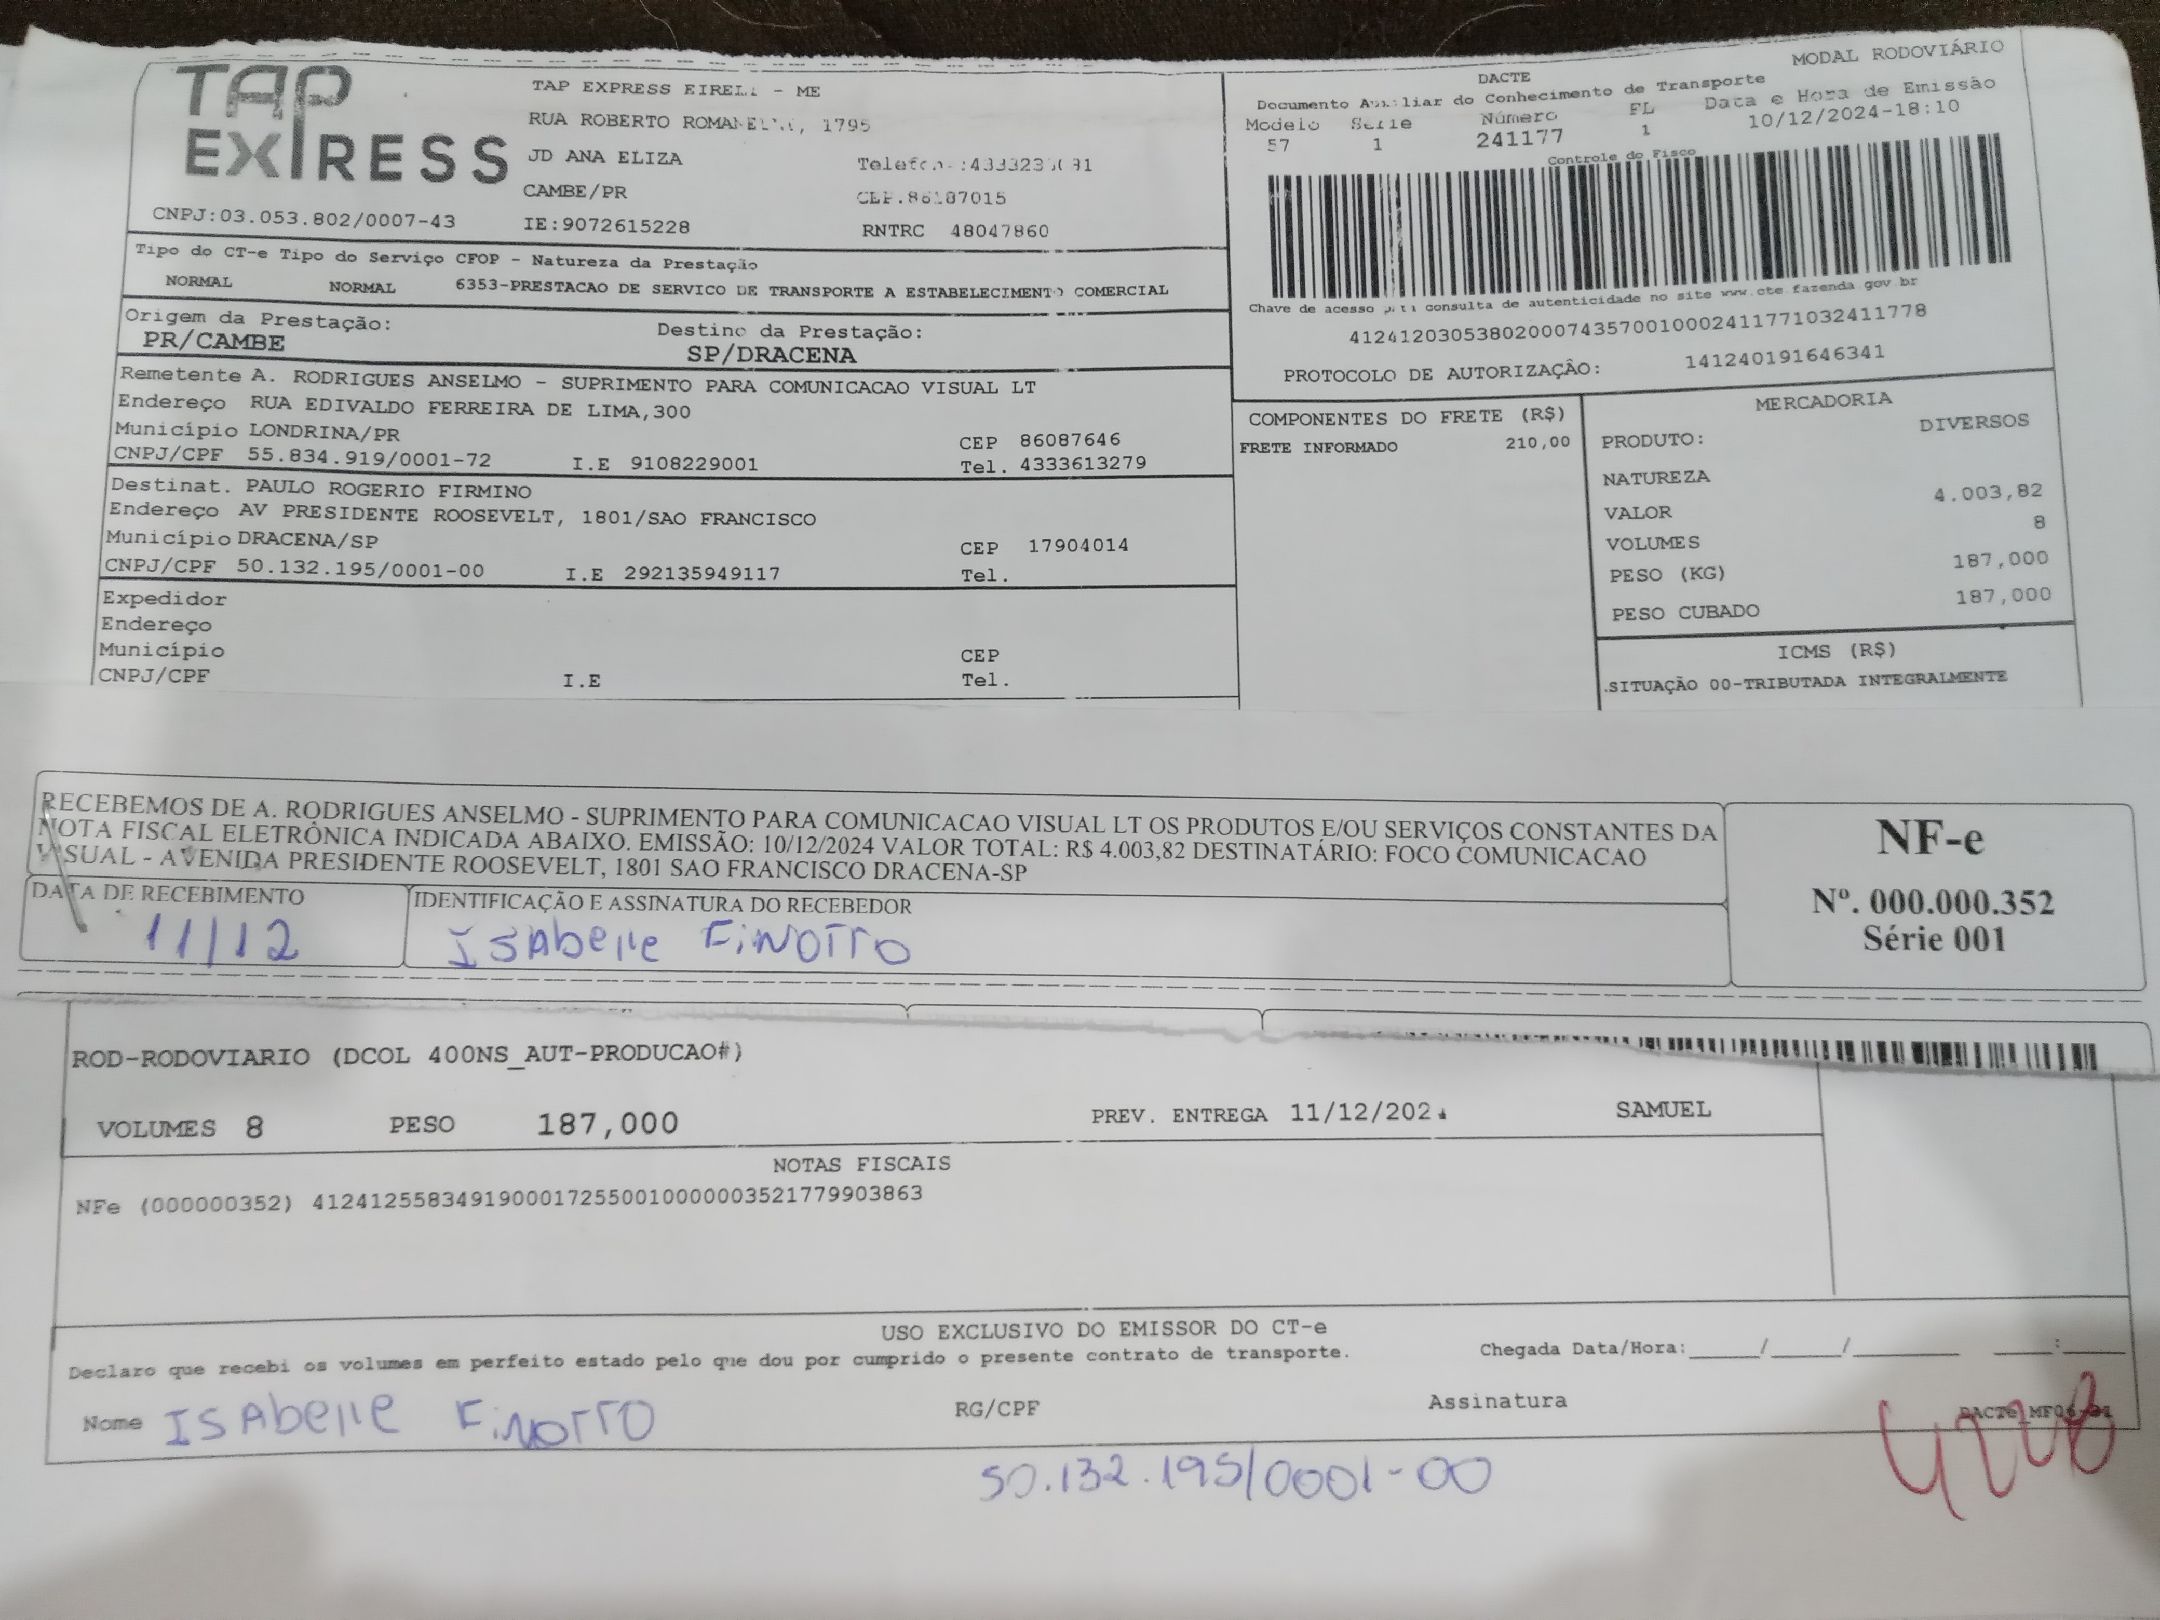 TAP
EXPRESS
TAP EXPRESS EIRELI - ME
RUA ROBERTO 1795
JD ANA ELIZA
CAMBE/PR
CNPJ:03.053.802/0007-43 IE:9072615228 RNTRC 48047860
MODAL RODOVIÁRIO
DACTE
Documento Auxiliar do Conhecimento de Transporte
Modelo Série Número FL Data e Hora de Emissão
57 1 241177 1 10/12/2024-18:10
Controle do Fisco
Chave de acesso para consulta de autenticidade no site www.cte.fazenda.gov.br
41241203053802000743570010002411771032411778
PROTOCOLO DE AUTORIZAÇÃO: 141240191646341
Tipo do CT-e Tipo do Serviço CFOP - Natureza da Prestação
NORMAL NORMAL 6353-PRESTACAO DE SERVICO DE TRANSPORTE A ESTABELECIMENTO COMERCIAL
Origem da Prestação: Destino da Prestação:
PR/CAMBE SP/DRACENA
Remetente A. RODRIGUES ANSELMO - SUPRIMENTO PARA COMUNICACAO VISUAL LT
Endereço RUA EDIVALDO FERREIRA DE LIMA,300
Município LONDRINA/PR CEP 86087646
CNPJ/CPF 55.834.919/0001-72 I.E 9108229001 Tel. 4333613279
Destinat. PAULO ROGERIO FIRMINO
Endereço AV PRESIDENTE ROOSEVELT, 1801/SAO FRANCISCO
Município DRACENA/SP CEP 17904014
CNPJ/CPF 50.132.195/0001-00 I.E 292135949117 Tel.
Expedidor
Endereço
Município CEP
CNPJ/CPF I.E Tel.
COMPONENTES DO FRETE (R$)
FRETE INFORMADO 210,00
MERCADORIA
PRODUTO: DIVERSOS
NATUREZA
VALOR 4.003,82
VOLUMES 8
PESO (KG) 187,000
PESO CUBADO 187,000
ICMS (R$)
.SITUAÇÃO 00-TRIBUTADA INTEGRALMENTE
RECEBEMOS DE A. RODRIGUES ANSELMO - SUPRIMENTO PARA COMUNICACAO VISUAL LT OS PRODUTOS E/OU SERVIÇOS CONSTANTES DA
NOTA FISCAL ELETRÔNICA INDICADA ABAIXO. EMISSÃO: 10/12/2024 VALOR TOTAL: R$ 4.003,82 DESTINATÁRIO: FOCO COMUNICACAO
VISUAL - AVENIDA PRESIDENTE ROOSEVELT, 1801 SAO FRANCISCO DRACENA-SP
DATA DE RECEBIMENTO IDENTIFICAÇÃO E ASSINATURA DO RECEBEDOR
11/12 ISAbelle FiNOTTO
NF-e
Nº. 000.000.352
Série 001
ROD-RODOVIARIO (DCOL 400NS_AUT-PRODUCAO#)
VOLUMES 8 PESO 187,000 PREV. ENTREGA 11/12/2024 SAMUEL
NOTAS FISCAIS
NFe (000000352) 41241255834919000172550010000003521779903863
USO EXCLUSIVO DO EMISSOR DO CT-e
Declaro que recebi os volumes em perfeito estado pelo que dou por cumprido o presente contrato de transporte. Chegada Data/Hora:_____/_____/________ ____:____
Nome ISAbelle FiNOTTO RG/CPF Assinatura
50.132.195/0001-00